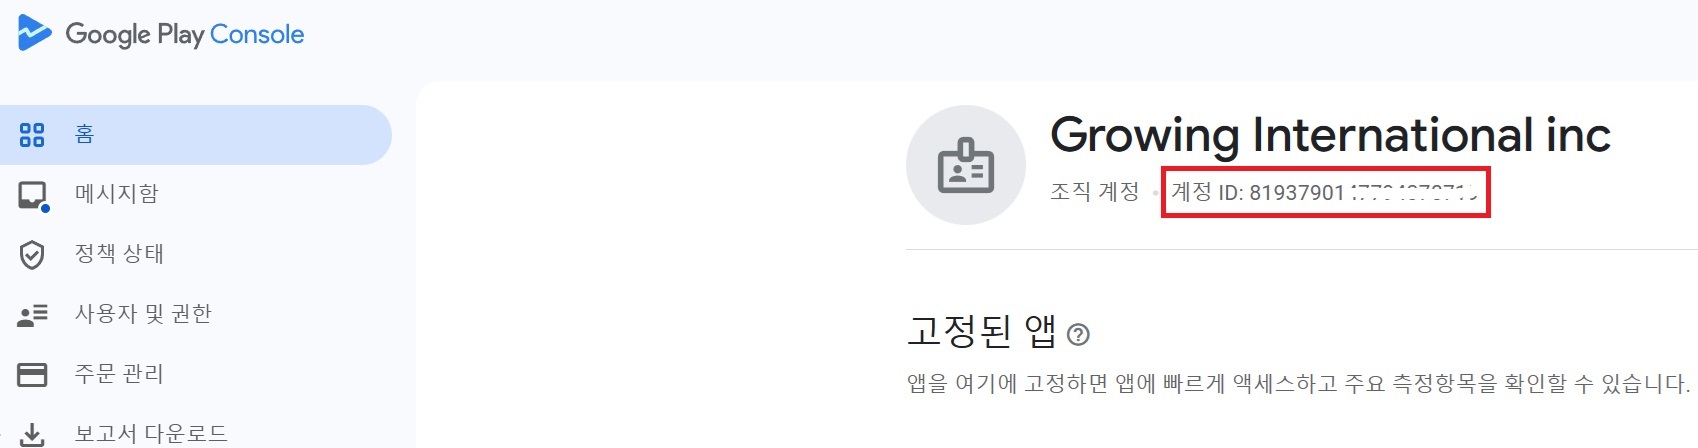 Google Play Console
홈
메시지함
정책 상태
사용자 및 권한
주문 관리
보고서 다운로드
Growing International inc
조직 계정 • 계정 ID:
고정된 앱
앱을 여기에 고정하면 앱에 빠르게 액세스하고 주요 측정항목을 확인할 수 있습니다.